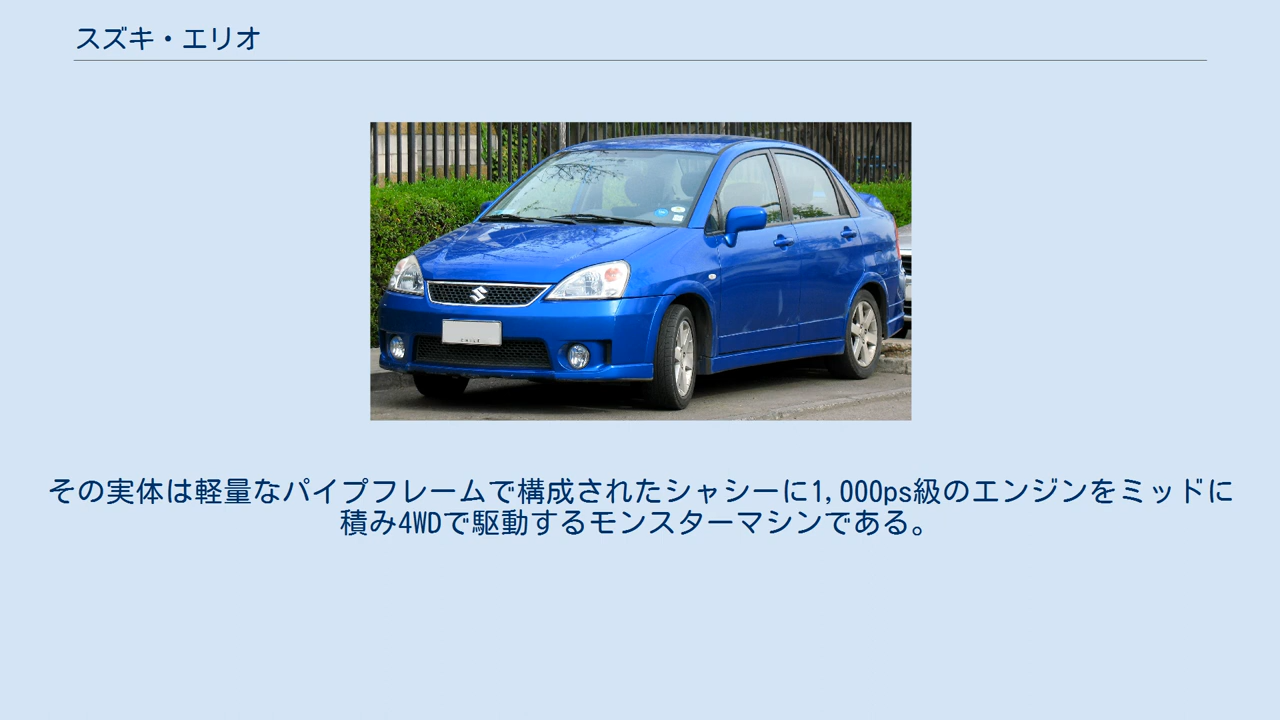 スズキ・エリオ
その実体は軽量なパイプフレームで構成されたシャシーに1,000ps級のエンジンをミッドに
積み4WDで駆動するモンスターマシンである。